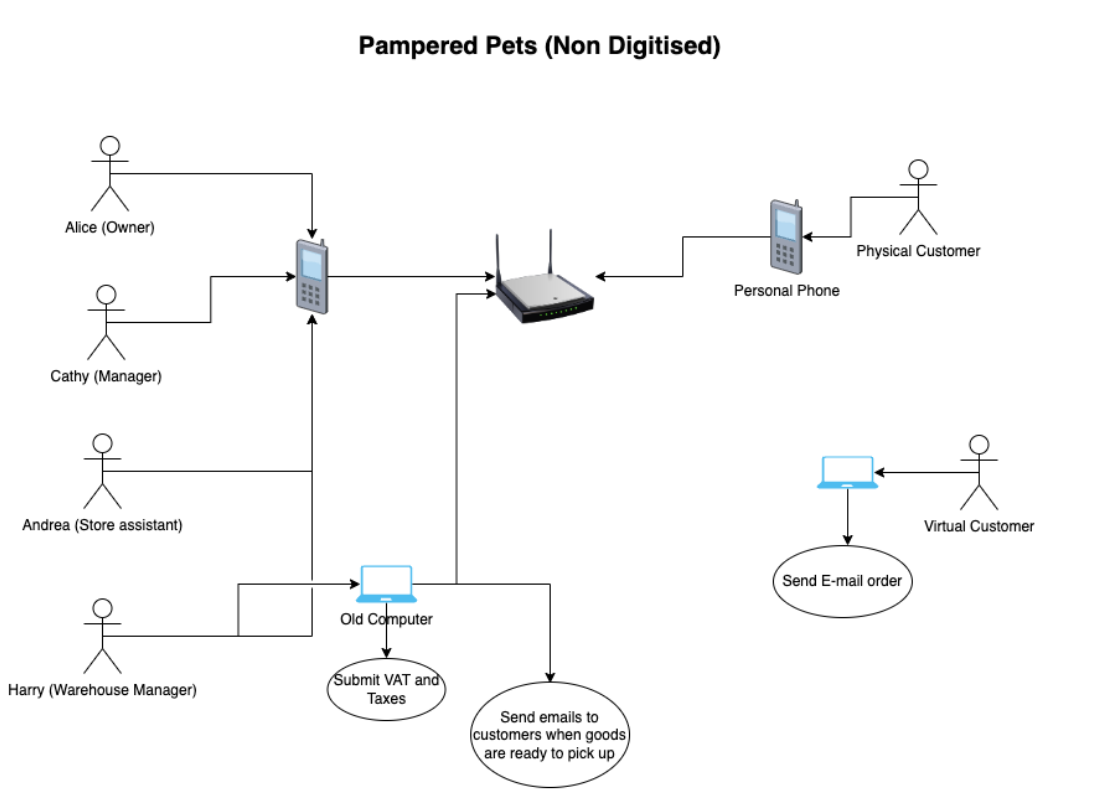 Pampered Pets (Non Digitised)
Alice (Owner)
Physical Customer
Personal Phone
Cathy (Manager)
Andrea (Store assistant)
Virtual Customer
Send E-mail order
Old Computer
Harry (Warehouse Manager)
Submit VAT and
Taxes
Send emails to
customers when goods
are ready to pick up